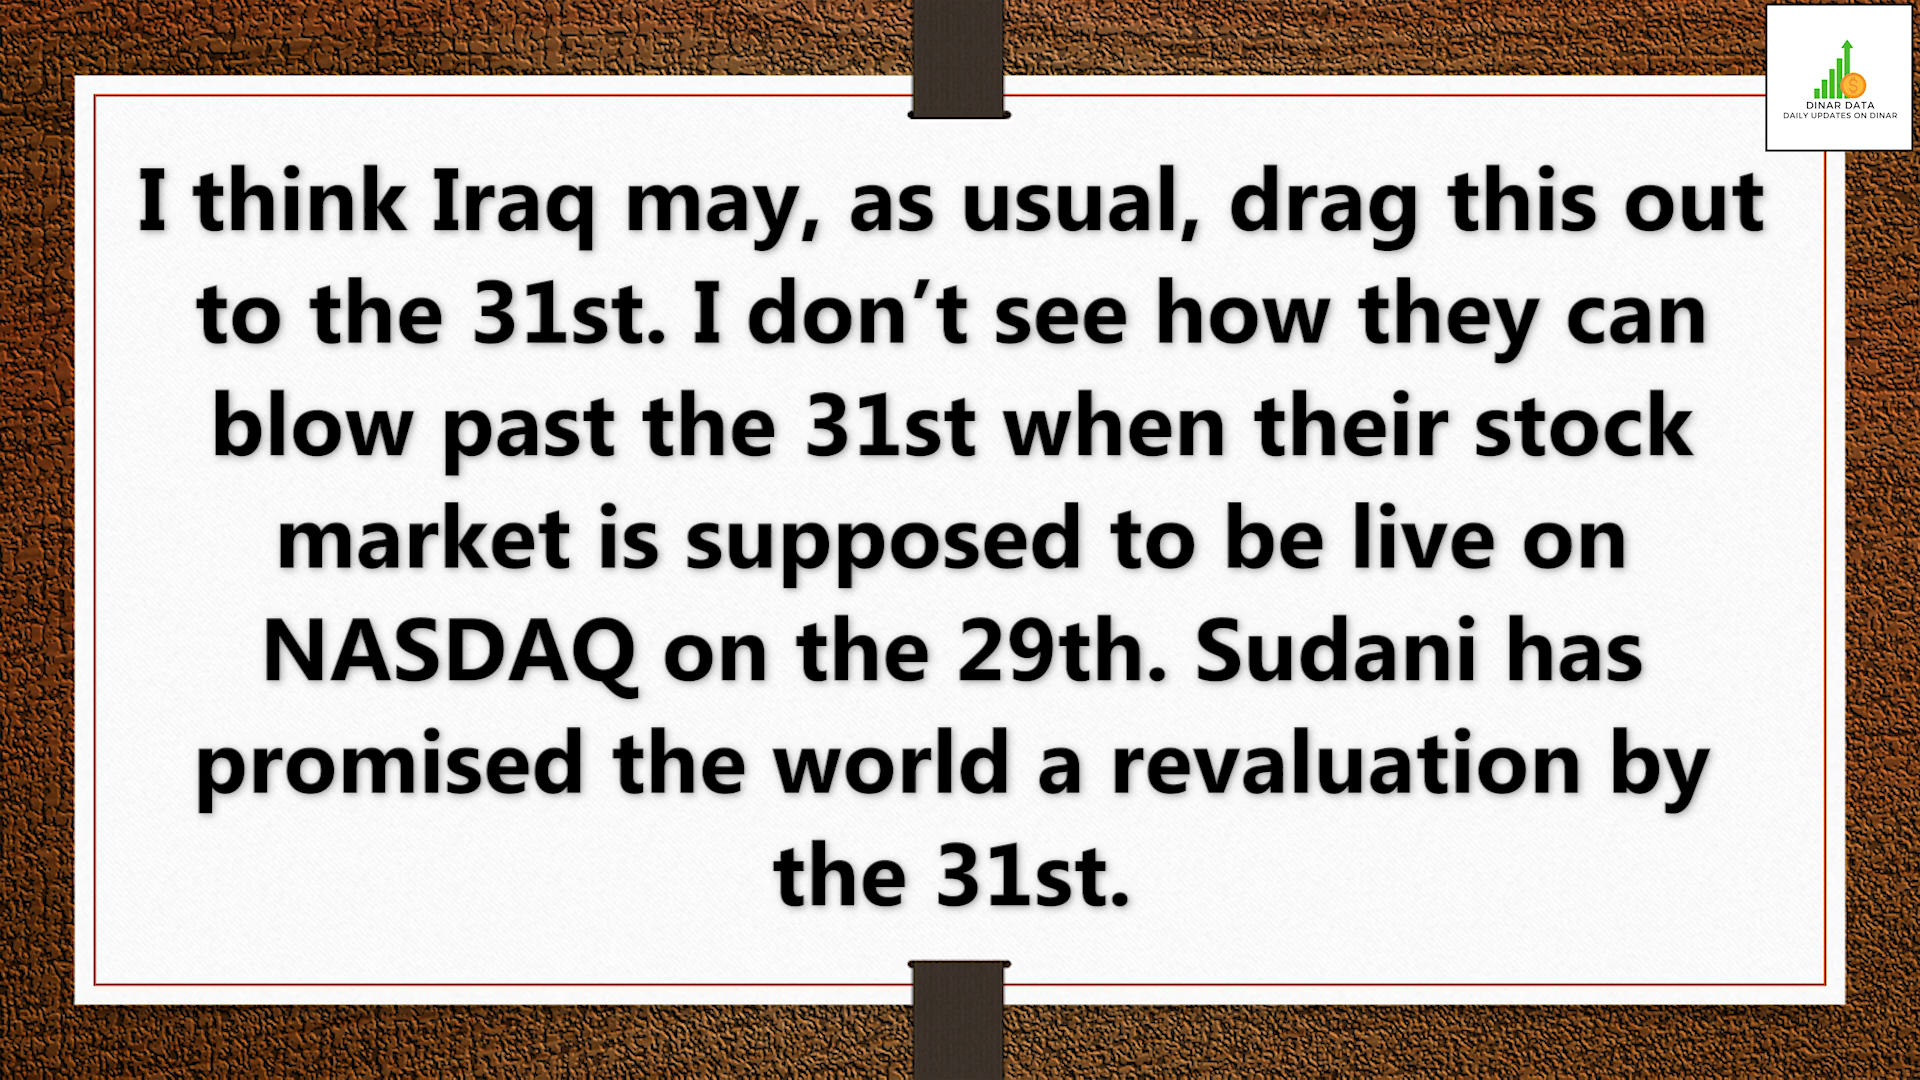 DINAR DATA
DAILY UPDATES ON DINAR
I think Iraq may, as usual, drag this out
to the 31st. I don’t see how they can
blow past the 31st when their stock
market is supposed to be live on
NASDAQ on the 29th. Sudani has
promised the world a revaluation by
the 31st.